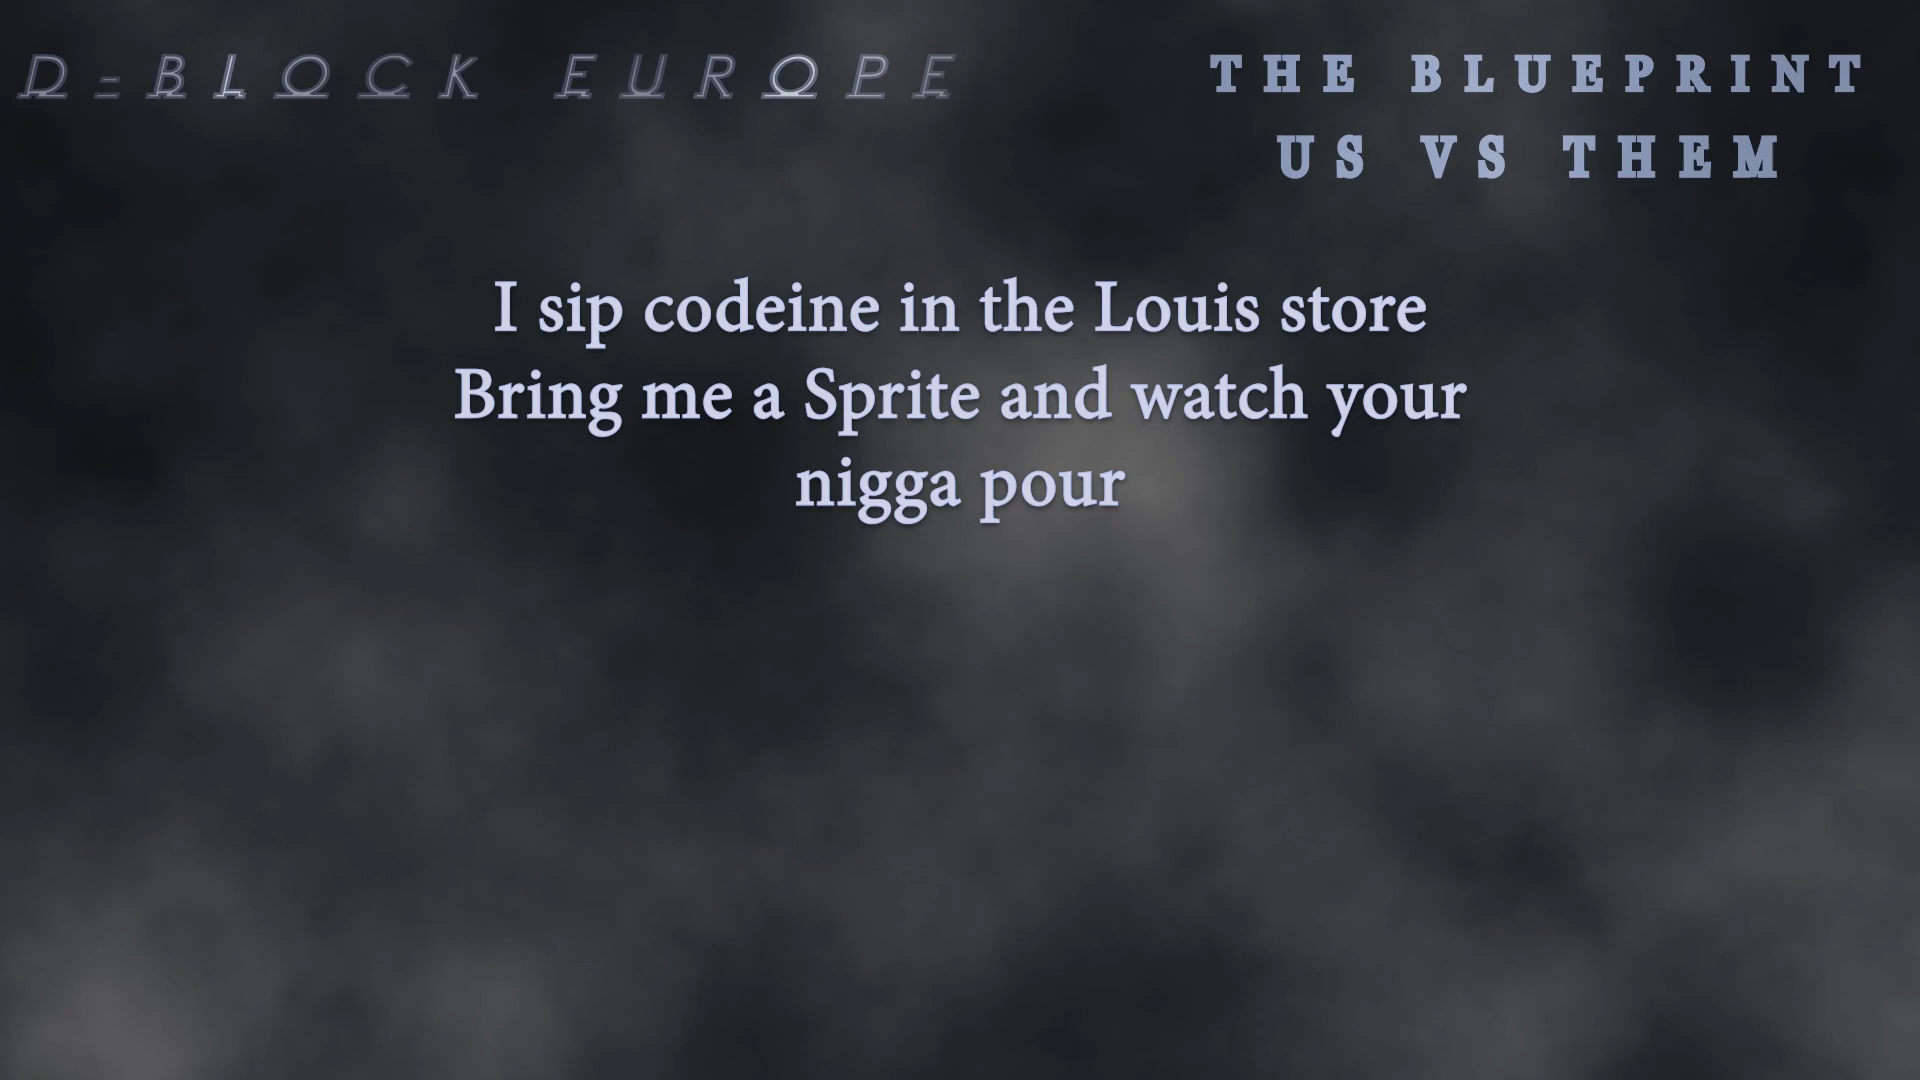 D-BLOCK EUROPE
THE BLUEPRINT
US VS THEM
I sip codeine in the Louis store
Bring me a Sprite and watch your
nigga pour